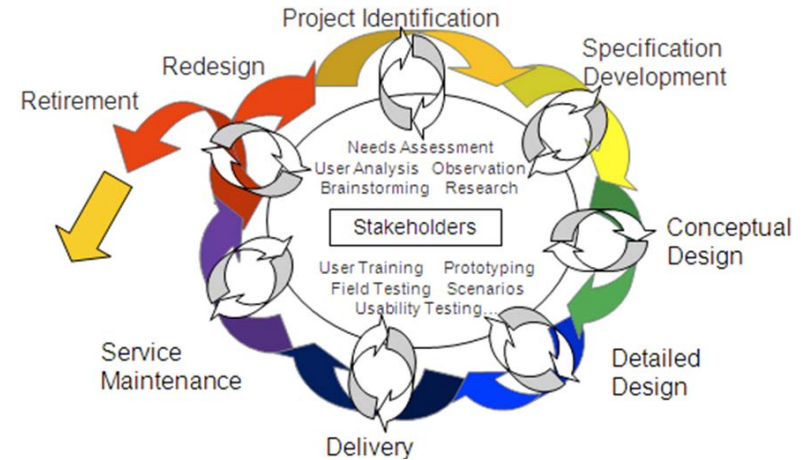 Project Identification
Specification
Development
Redesign
Retirement
Needs Assessment
User Analysis Observation
Brainstorming Research
Stakeholders
User Training Prototyping
Field Testing Scenarios
Usability Testing...
Conceptual
Design
Service
Maintenance
Detailed
Design
Delivery